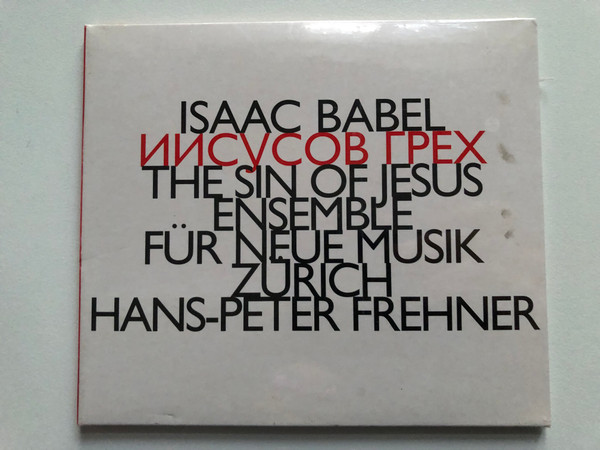 ISAAC BABEL
ИИСУСОВ ГРЕХ
THE SIN OF JESUS
ENSEMBLE
FÜR NEUE MUSIK
ZÜRICH
HANS-PETER FREHNER